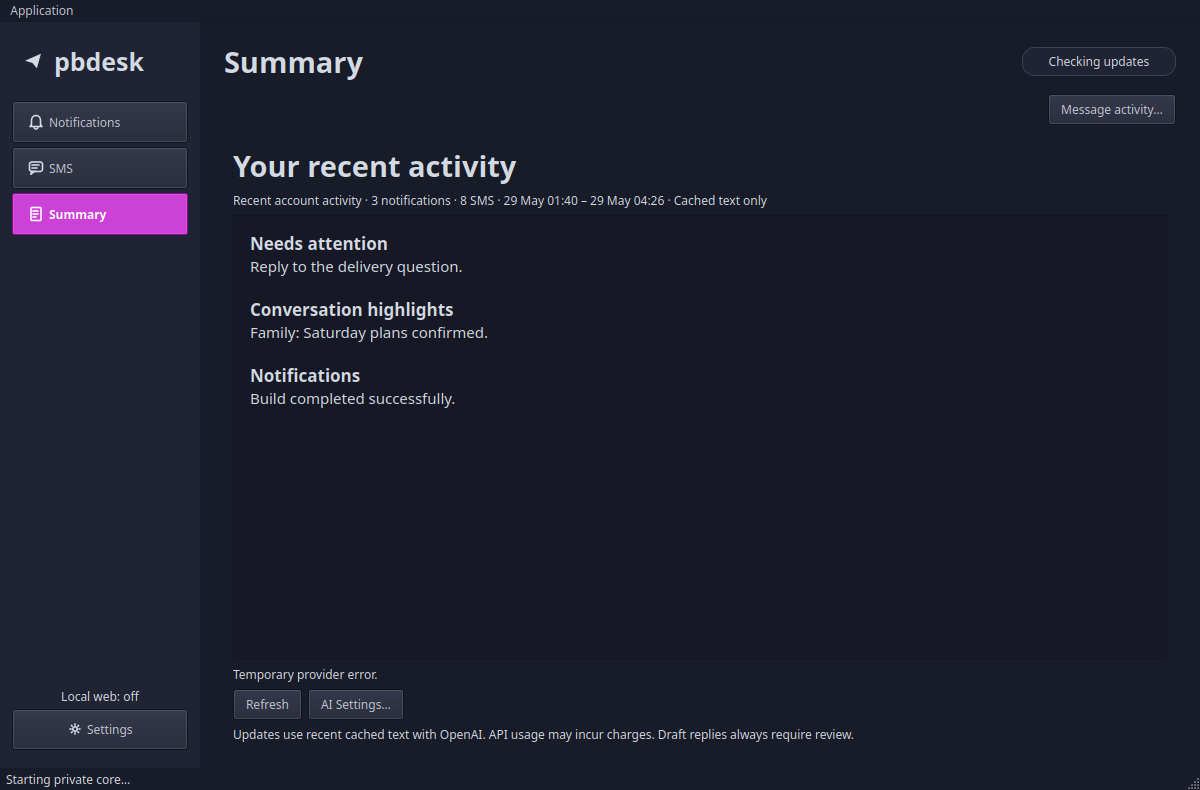 Application
pbdesk
Notifications
SMS
Summary
Local web: off
Settings
Starting private core...
Summary
Checking updates
Message activity...
Your recent activity
Recent account activity · 3 notifications · 8 SMS · 29 May 01:40 – 29 May 04:26 · Cached text only
Needs attention
Reply to the delivery question.
Conversation highlights
Family: Saturday plans confirmed.
Notifications
Build completed successfully.
Temporary provider error.
Refresh
AI Settings...
Updates use recent cached text with OpenAI. API usage may incur charges. Draft replies always require review.